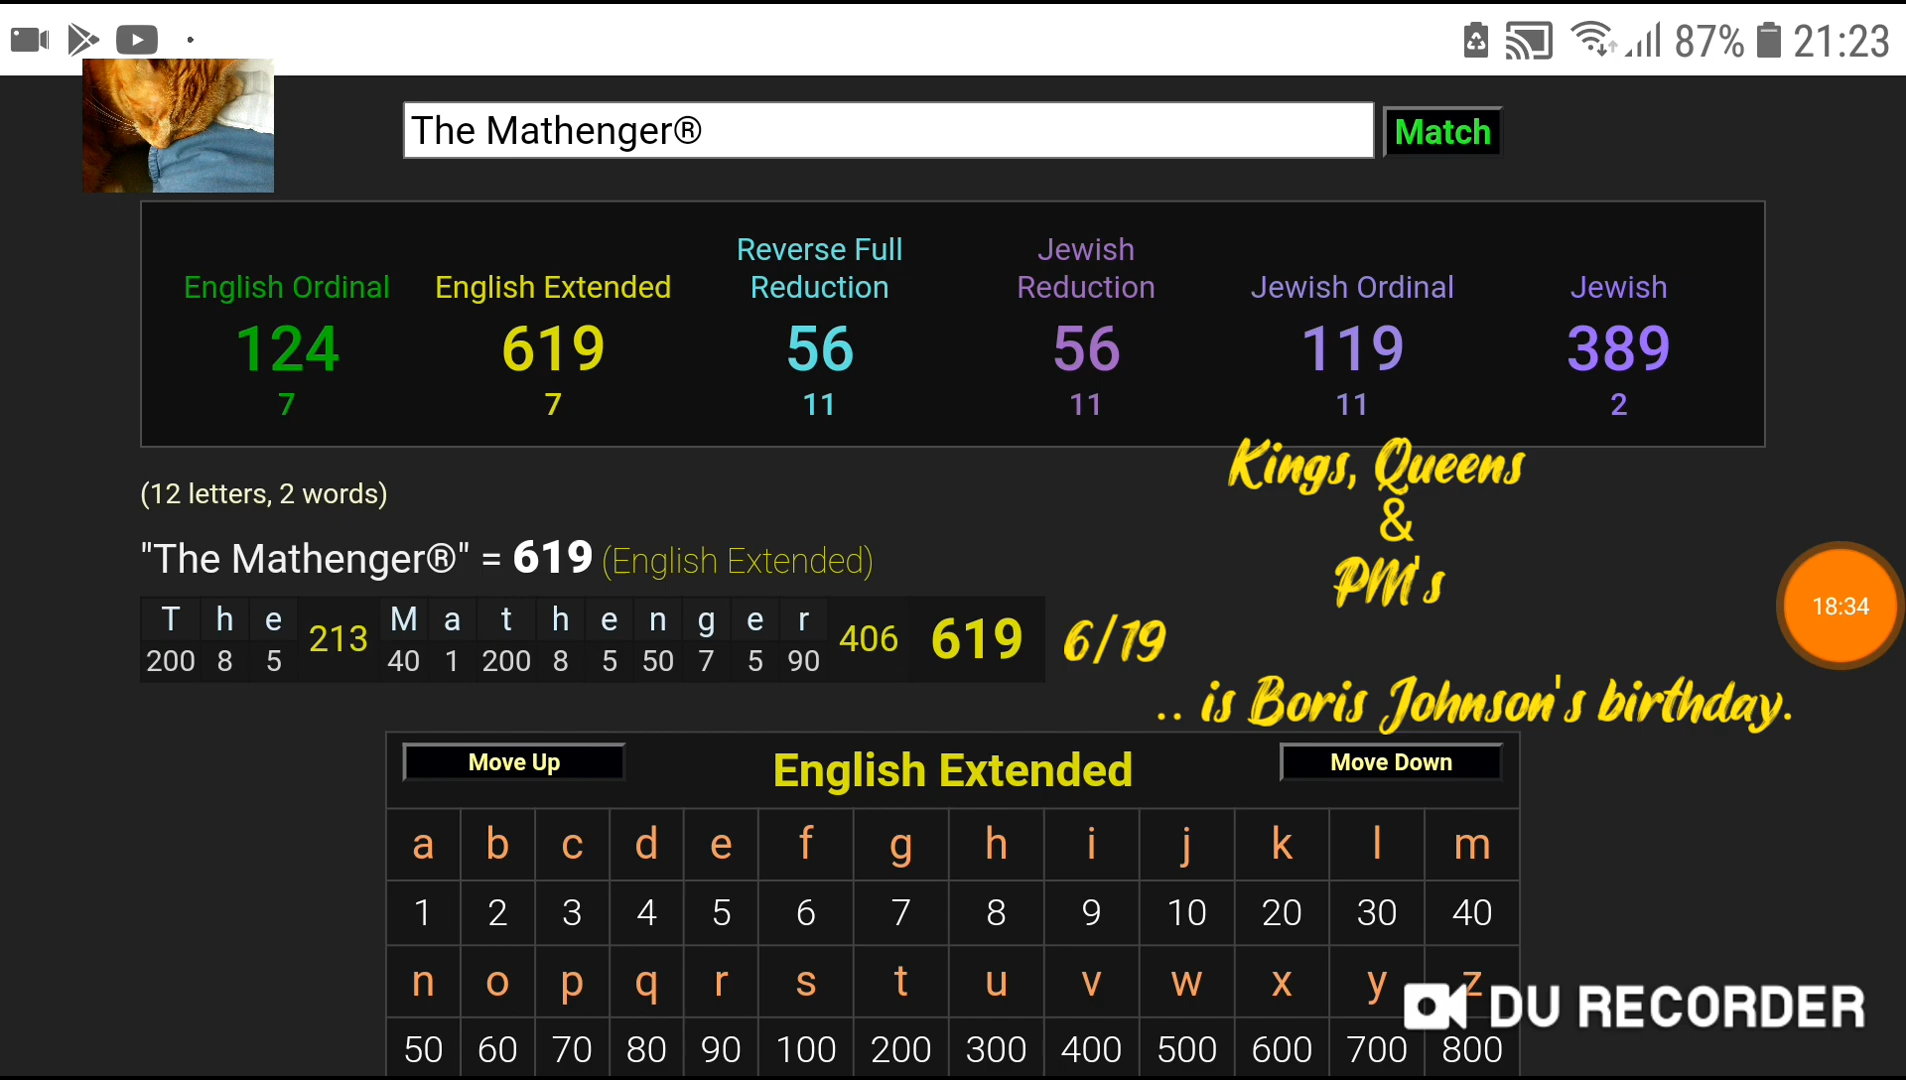 87% 21:23
The Mathenger® Match
Reverse Full Jewish
English Ordinal English Extended Reduction Reduction Jewish Ordinal Jewish
124 619 56 56 119 389
7 7 11 11 11 2
Kings, Queens
&
PM's
(12 letters, 2 words)
"The Mathenger®" = 619 (English Extended)
T h e 213 M a t h e n g e r 406 619
200 8 5 40 1 200 8 5 50 7 5 90
6/19
18:34
.. is Boris Johnson's birthday.
Move Up English Extended Move Down
a b c d e f g h i j k l m
1 2 3 4 5 6 7 8 9 10 20 30 40
n o p q r s t u v w x y z
50 60 70 80 90 100 200 300 400 500 600 700 800
DU RECORDER